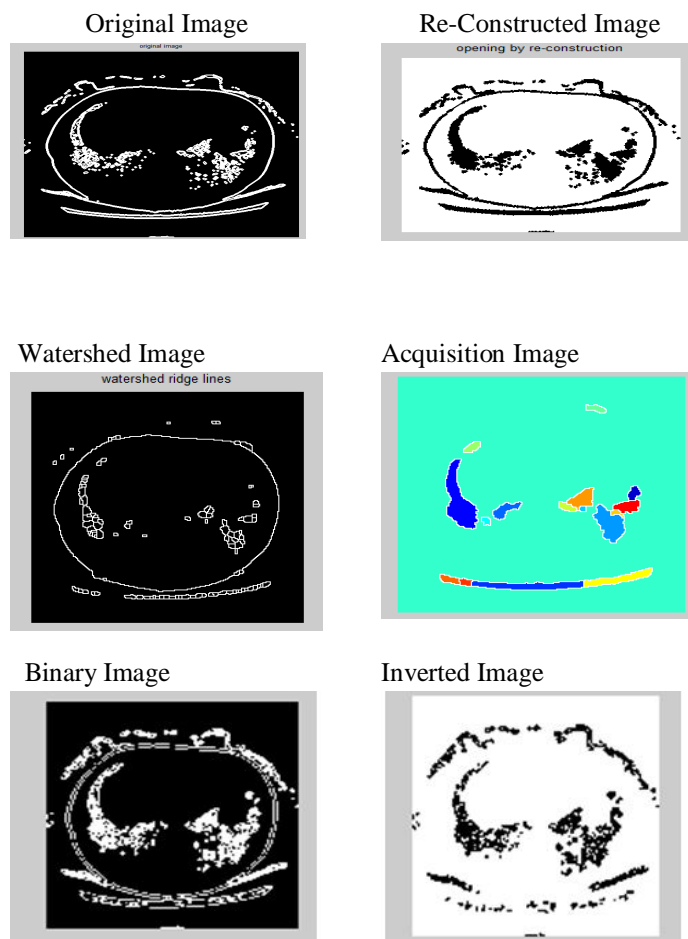 Original Image
Re-Constructed Image
original image
opening by re-construction
Watershed Image
Acquisition Image
watershed ridge lines
Binary Image
Inverted Image